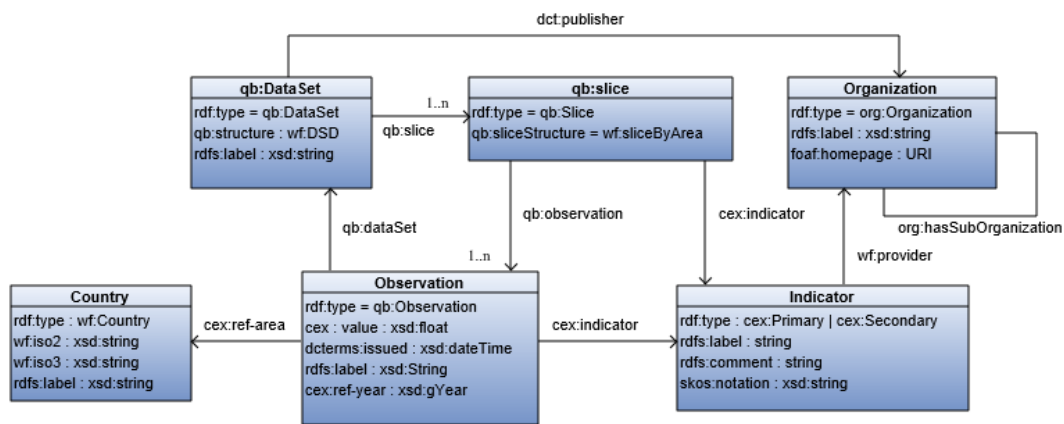 dct:publisher
qb:DataSet
rdf:type = qb:DataSet
qb:structure : wf:DSD
rdfs:label : xsd:string
1..n
qb:slice
qb:slice
rdf:type = qb:Slice
qb:sliceStructure = wf:sliceByArea
Organization
rdf:type = org:Organization
rdfs:label : xsd:string
foaf:homepage : URI
org:hasSubOrganization
qb:dataSet
qb:observation
1..n
cex:indicator
wf:provider
Country
rdf:type : wf:Country
wf:iso2 : xsd:string
wf:iso3 : xsd:string
rdfs:label : xsd:string
cex:ref-area
Observation
rdf:type = qb:Observation
cex : value : xsd:float
dcterms:issued : xsd:dateTime
rdfs:label : xsd:String
cex:ref-year : xsd:gYear
cex:indicator
Indicator
rdf:type : cex:Primary | cex:Secondary
rdfs:label : string
rdfs:comment : string
skos:notation : xsd:string